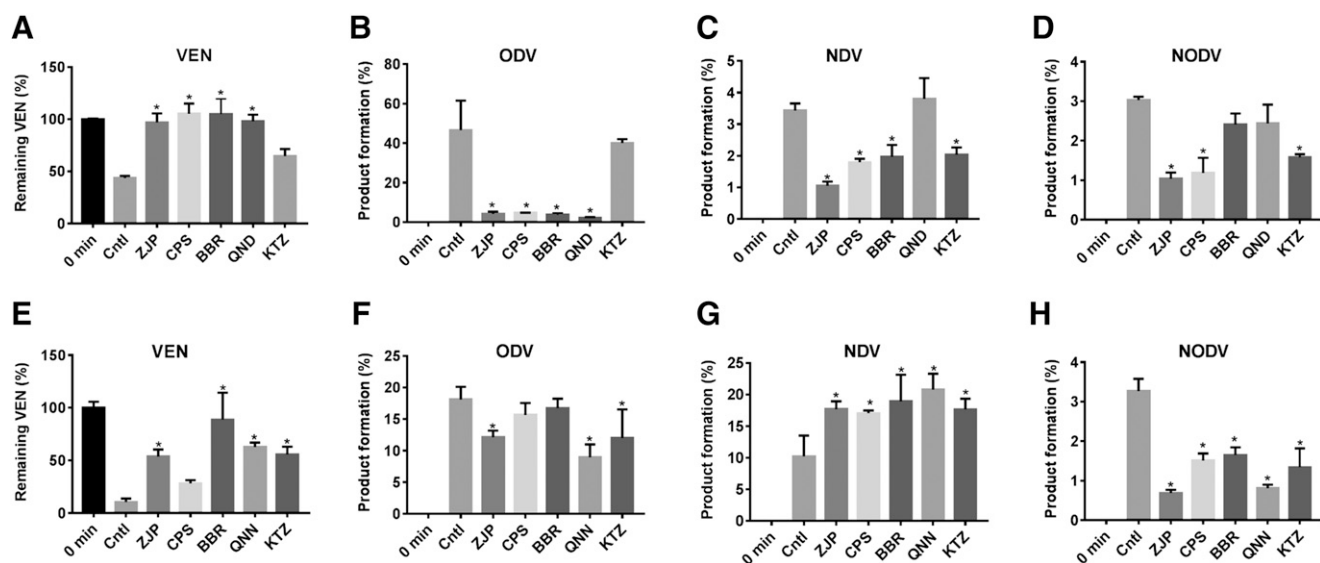 A
VEN
Remaining VEN (%)
150
100
50
0
* * * *
0 min Cntl ZJP CPS BBR QND KTZ
B
ODV
Product formation (%)
80
60
40
20
0
* * * *
0 min Cntl ZJP CPS BBR QND KTZ
C
NDV
Product formation (%)
5
4
3
2
1
0
* * * *
0 min Cntl ZJP CPS BBR QND KTZ
D
NODV
Product formation (%)
4
3
2
1
0
* * *
0 min Cntl ZJP CPS BBR QND KTZ
E
VEN
Remaining VEN (%)
150
100
50
0
* * * *
0 min Cntl ZJP CPS BBR QNN KTZ
F
ODV
Product formation (%)
25
20
15
10
5
0
* * *
0 min Cntl ZJP CPS BBR QNN KTZ
G
NDV
Product formation (%)
25
20
15
10
5
0
* * * * *
0 min Cntl ZJP CPS BBR QNN KTZ
H
NODV
Product formation (%)
4
3
2
1
0
* * * * *
0 min Cntl ZJP CPS BBR QNN KTZ